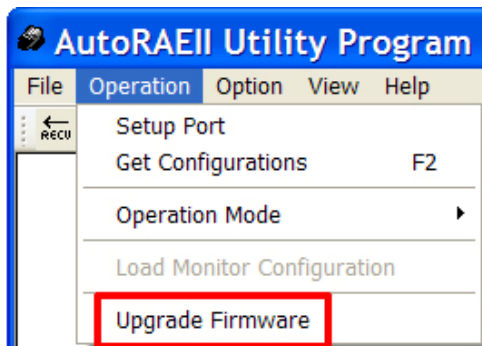 AutoRAEII Utility Program
File Operation Option View Help
RECV
Setup Port
Get Configurations F2
Operation Mode
Load Monitor Configuration
Upgrade Firmware